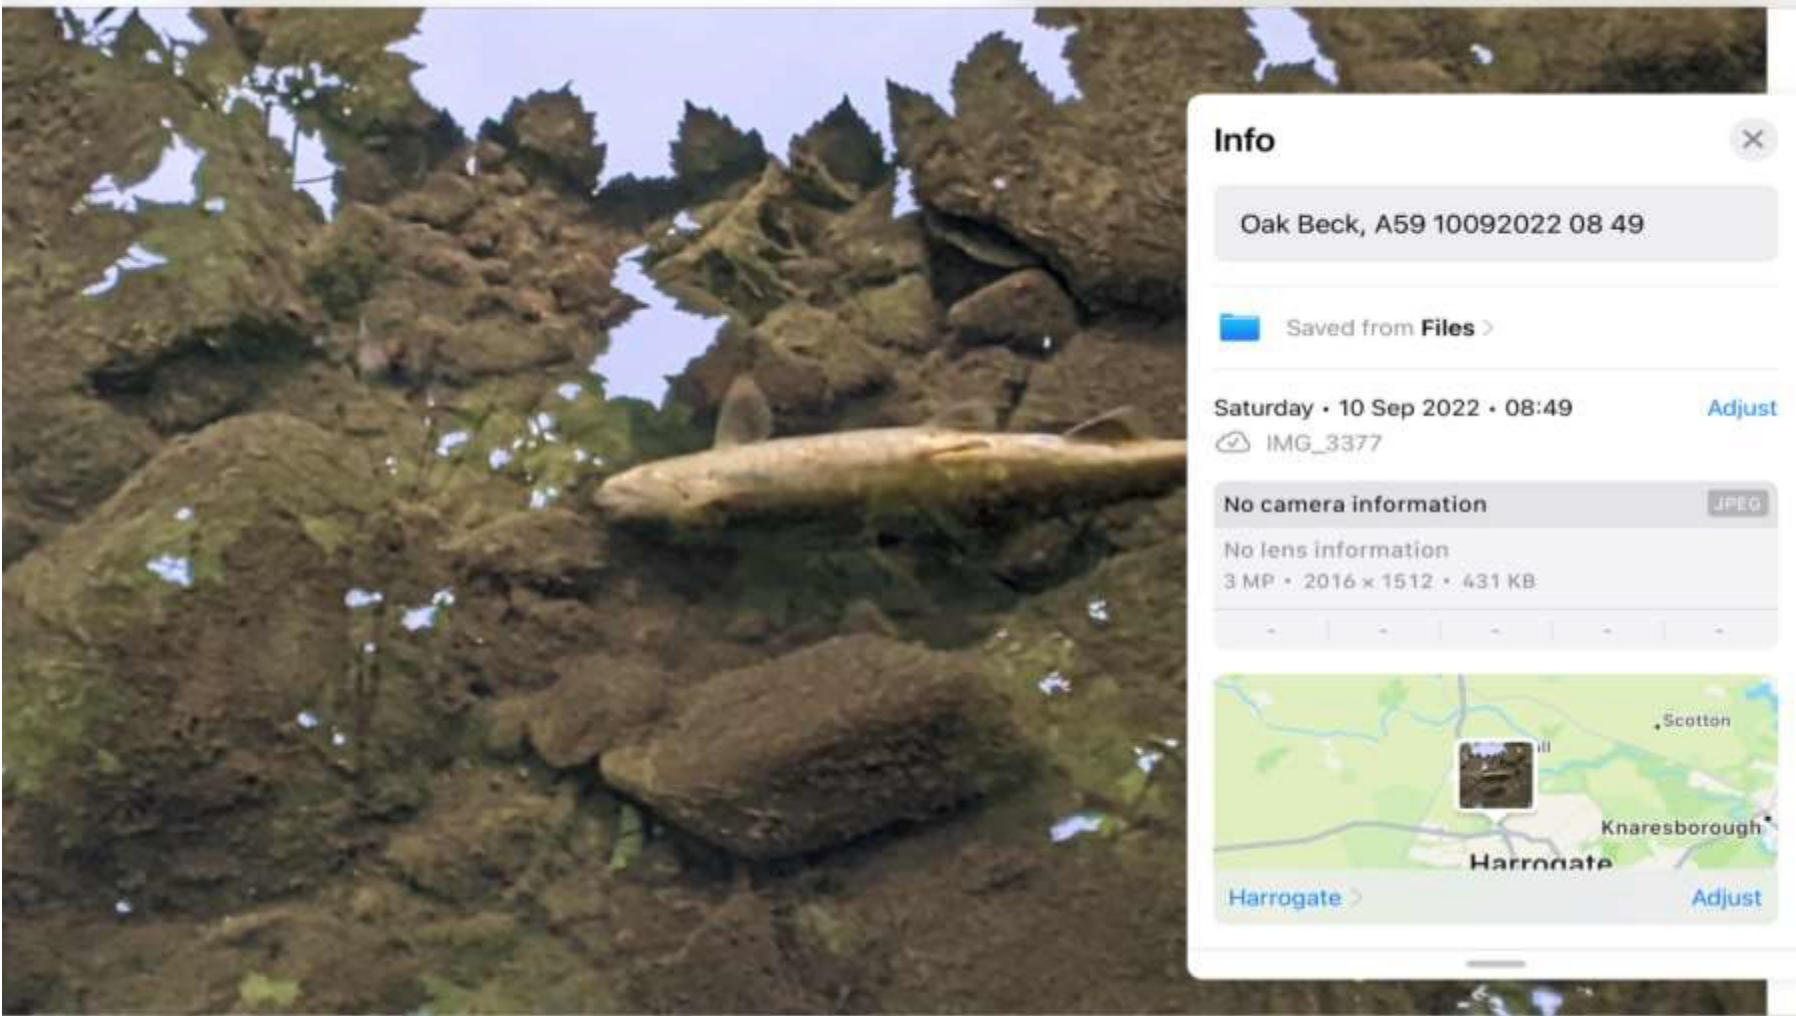 Info
Oak Beck, A59 10092022 08 49
Saved from Files
Saturday • 10 Sep 2022 • 08:49
Adjust
IMG_3377
No camera information
JPEG
No lens information
3 MP • 2016 × 1512 • 431 KB
- - - - -
Scotton
Knaresborough
Harrogate
Harrogate
Adjust